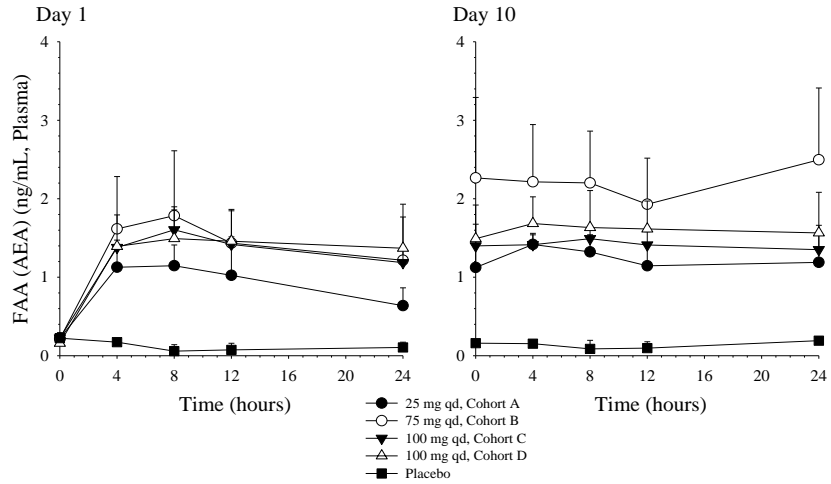 Day 1
Day 10
FAA (AEA) (ng/mL, Plasma)
4
3
2
1
0
0 4 8 12 16 20 24
Time (hours)
4
3
2
1
0
0 4 8 12 16 20 24
Time (hours)
25 mg qd, Cohort A
75 mg qd, Cohort B
100 mg qd, Cohort C
100 mg qd, Cohort D
Placebo